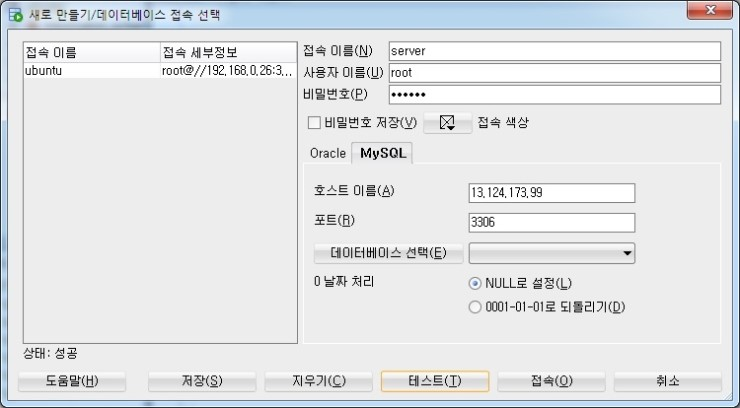 새로 만들기/데이터베이스 접속 선택
접속 이름 접속 세부정보
ubuntu root@//192,168,0,26:3,,,
접속 이름(N) server
사용자 이름(U) root
비밀번호(P) ••••••
비밀번호 저장(V) 접속 색상
Oracle MySQL
호스트 이름(A) 13,124,173,99
포트(R) 3306
데이터베이스 선택(E)
0 날짜 처리 NULL로 설정(L)
0001-01-01로 되돌리기(D)
상태: 성공
도움말(H) 저장(S) 지우기(C) 테스트(T) 접속(O) 취소